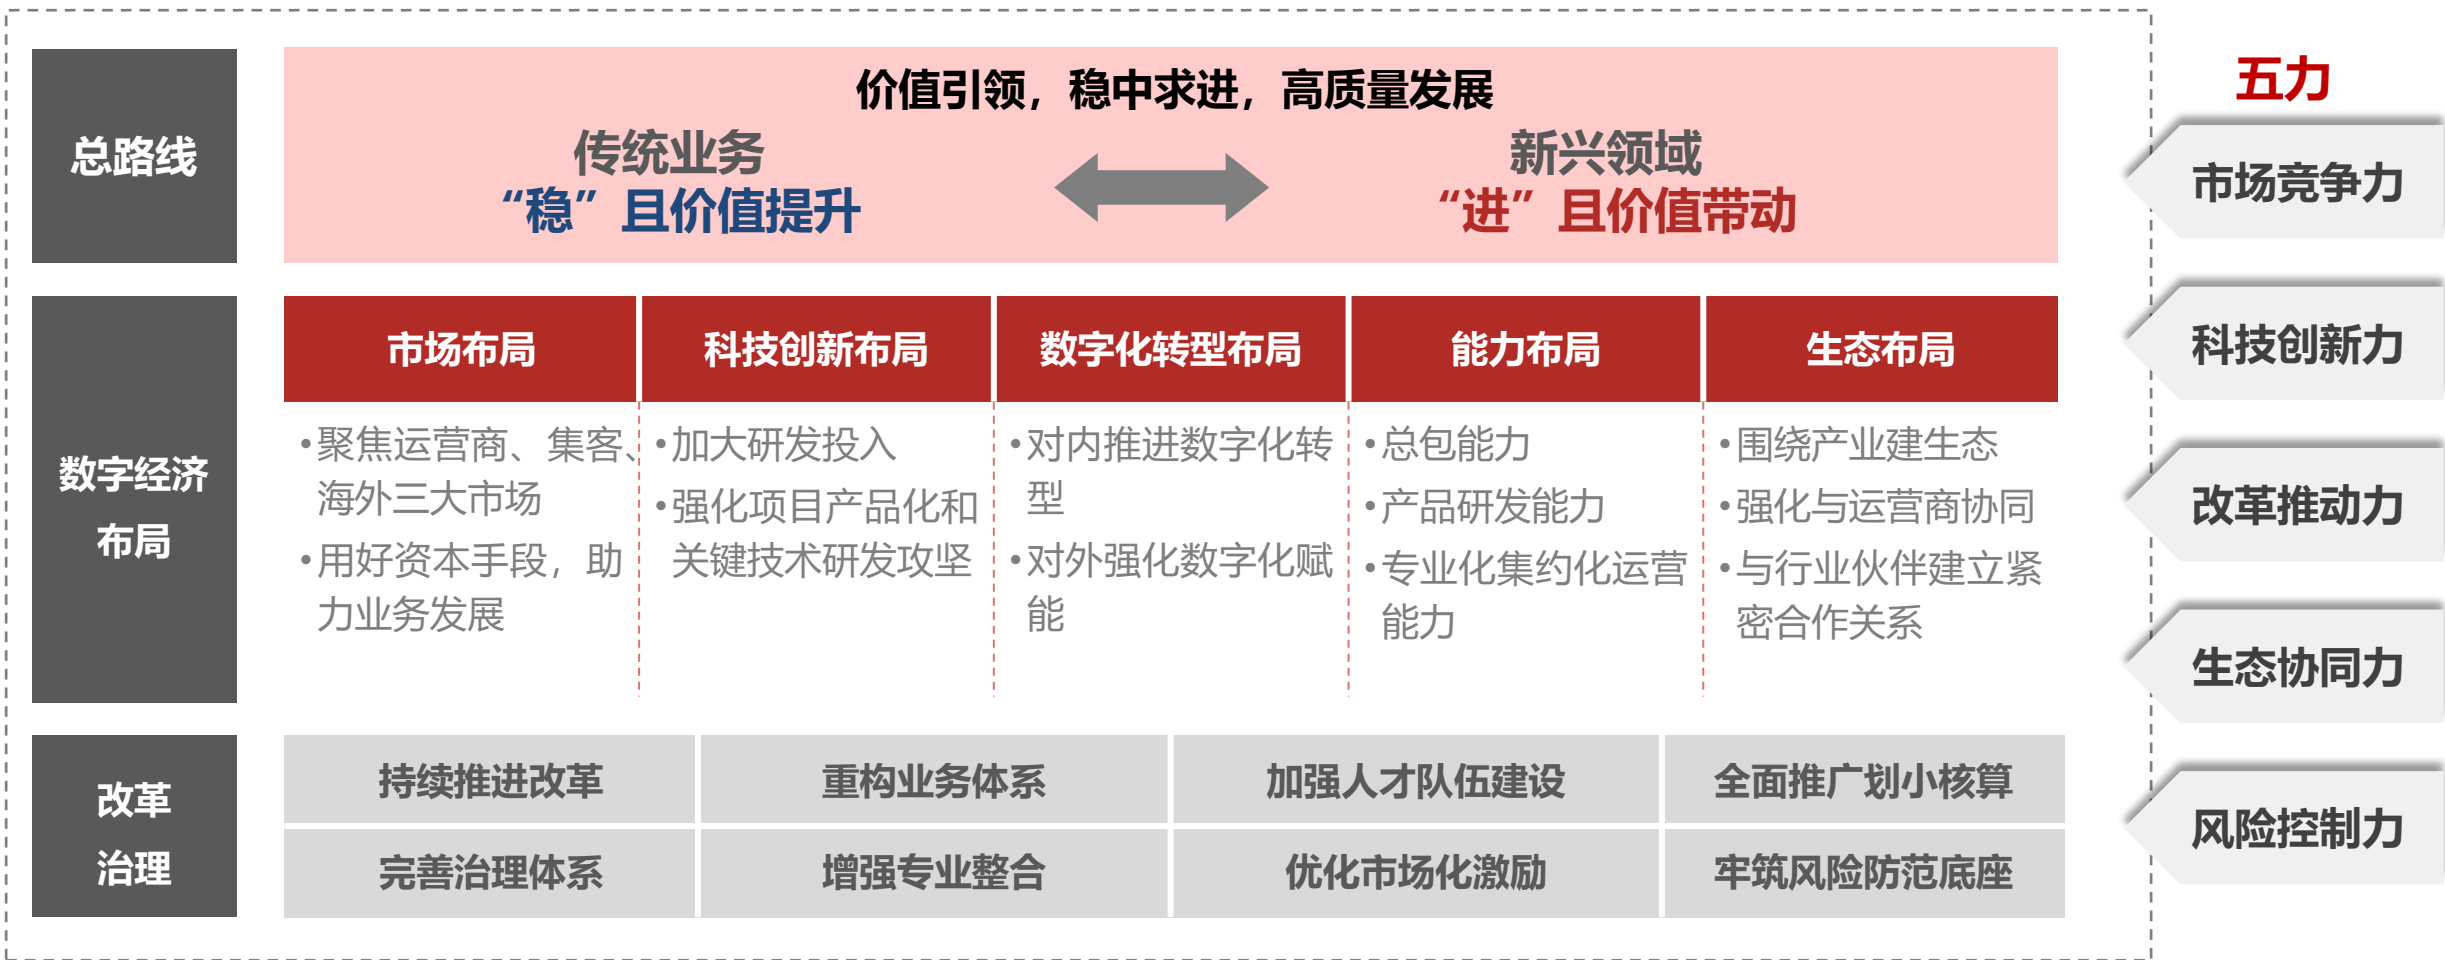 总路线
价值引领，稳中求进，高质量发展
传统业务
“稳”且价值提升
新兴领域
“进”且价值带动
数字经济
布局
市场布局
•聚焦运营商、集客、
海外三大市场
•用好资本手段，助
力业务发展
科技创新布局
•加大研发投入
•强化项目产品化和
关键技术研发攻坚
数字化转型布局
•对内推进数字化转
型
•对外强化数字化赋
能
能力布局
•总包能力
•产品研发能力
•专业化集约化运营
能力
生态布局
•围绕产业建生态
•强化与运营商协同
•与行业伙伴建立紧
密合作关系
改革
治理
持续推进改革
重构业务体系
加强人才队伍建设
全面推广划小核算
完善治理体系
增强专业整合
优化市场化激励
牢筑风险防范底座
五力
市场竞争力
科技创新力
改革推动力
生态协同力
风险控制力